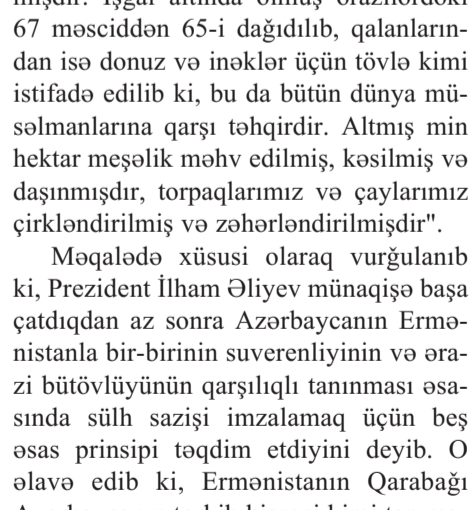 67 məsciddən 65-i dağıdılıb, qalanların-
dan isə donuz və inəklər üçün tövlə kimi
istifadə edilib ki, bu da bütün dünya mü-
səlmanlarına qarşı təhqirdir. Altmış min
hektar meşəlik məhv edilmiş, kəsilmiş və
daşınmışdır, torpaqlarımız və çaylarımız
çirkləndirilmiş və zəhərləndirilmişdir".
Məqalədə xüsusi olaraq vurğulanıb
ki, Prezident İlham Əliyev münaqişə başa
çatdıqdan az sonra Azərbaycanın Ermə-
nistanla bir-birinin suverenliyinin və əra-
zi bütövlüyünün qarşılıqlı tanınması əsa-
sında sülh sazişi imzalamaq üçün beş
əsas prinsipi təqdim etdiyini deyib. O
əlavə edib ki, Ermənistanın Qarabağı